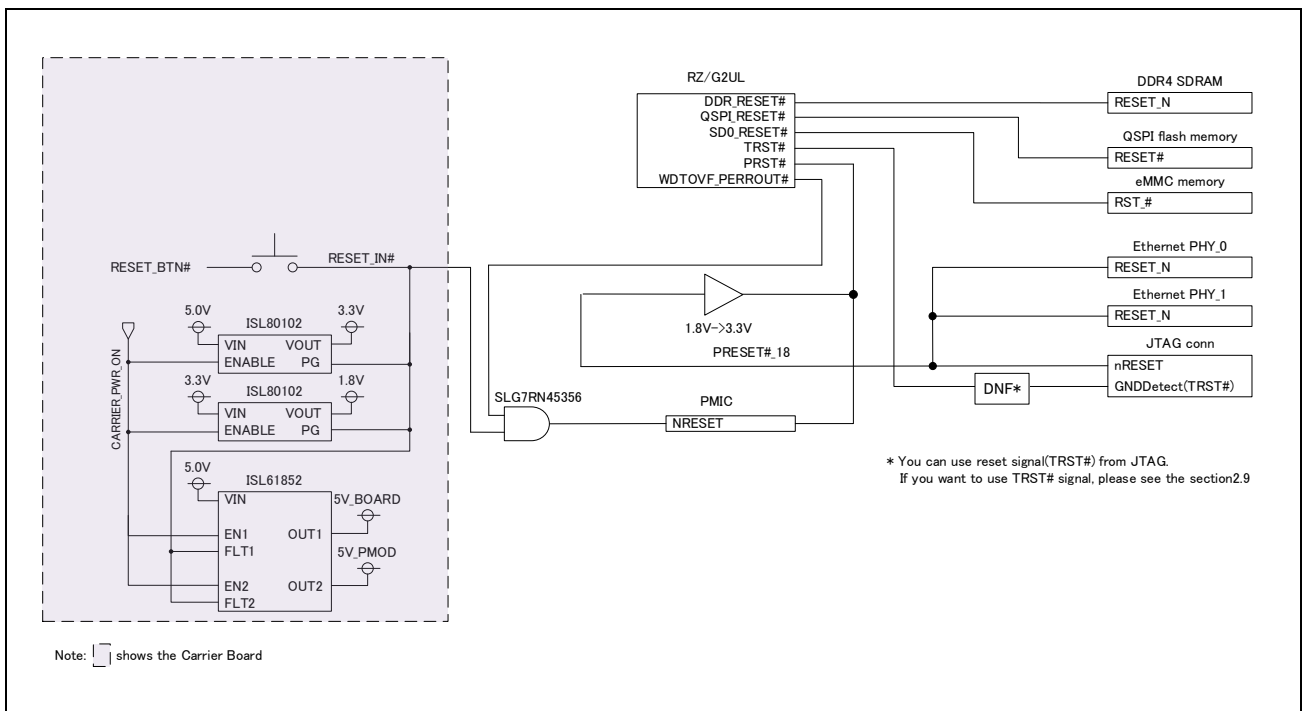 RZ/G2UL
DDR_RESET#
QSPI_RESET#
SD0_RESET#
TRST#
PRST#
WDTOVF_PERROUT#
DDR4 SDRAM
RESET_N
QSPI flash memory
RESET#
eMMC memory
RST_#
Ethernet PHY_0
RESET_N
Ethernet PHY_1
RESET_N
JTAG conn
nRESET
GNDDetect(TRST#)
DNF*
1.8V->3.3V
PRESET#_18
RESET_BTN#
RESET_IN#
CARRIER_PWR_ON
5.0V
ISL80102
3.3V
VIN
VOUT
ENABLE
PG
3.3V
ISL80102
1.8V
VIN
VOUT
ENABLE
PG
5.0V
ISL61852
VIN
5V_BOARD
EN1
OUT1
FLT1
5V_PMOD
EN2
OUT2
FLT2
SLG7RN45356
PMIC
NRESET
* You can use reset signal(TRST#) from JTAG.
If you want to use TRST# signal, please see the section2.9
Note: shows the Carrier Board